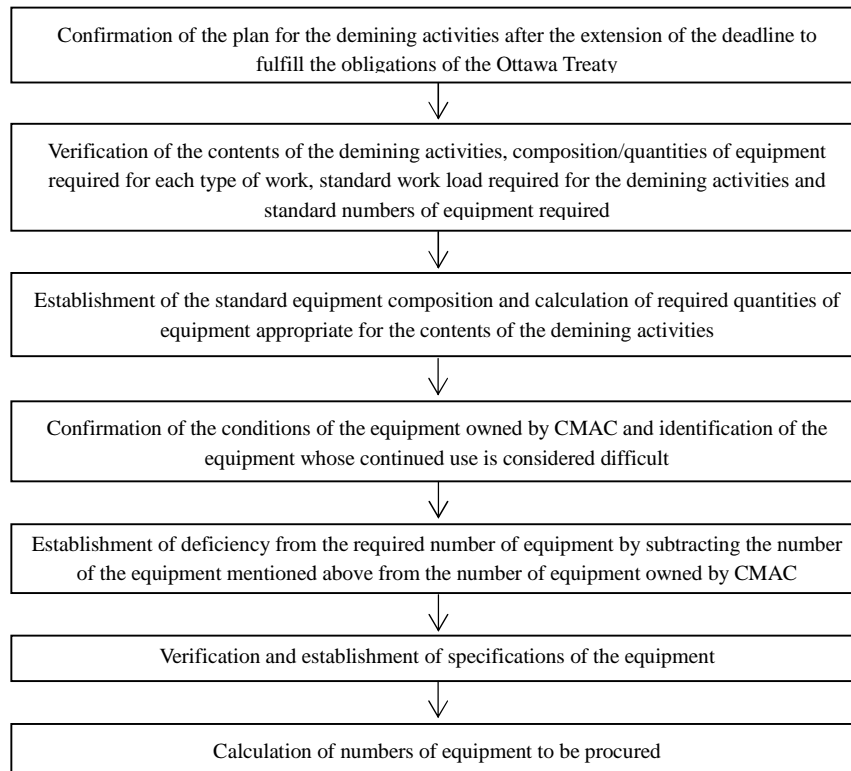 Confirmation of the plan for the demining activities after the extension of the deadline to
fulfill the obligations of the Ottawa Treaty
Verification of the contents of the demining activities, composition/quantities of equipment
required for each type of work, standard work load required for the demining activities and
standard numbers of equipment required
Establishment of the standard equipment composition and calculation of required quantities of
equipment appropriate for the contents of the demining activities
Confirmation of the conditions of the equipment owned by CMAC and identification of the
equipment whose continued use is considered difficult
Establishment of deficiency from the required number of equipment by subtracting the number
of the equipment mentioned above from the number of equipment owned by CMAC
Verification and establishment of specifications of the equipment
Calculation of numbers of equipment to be procured